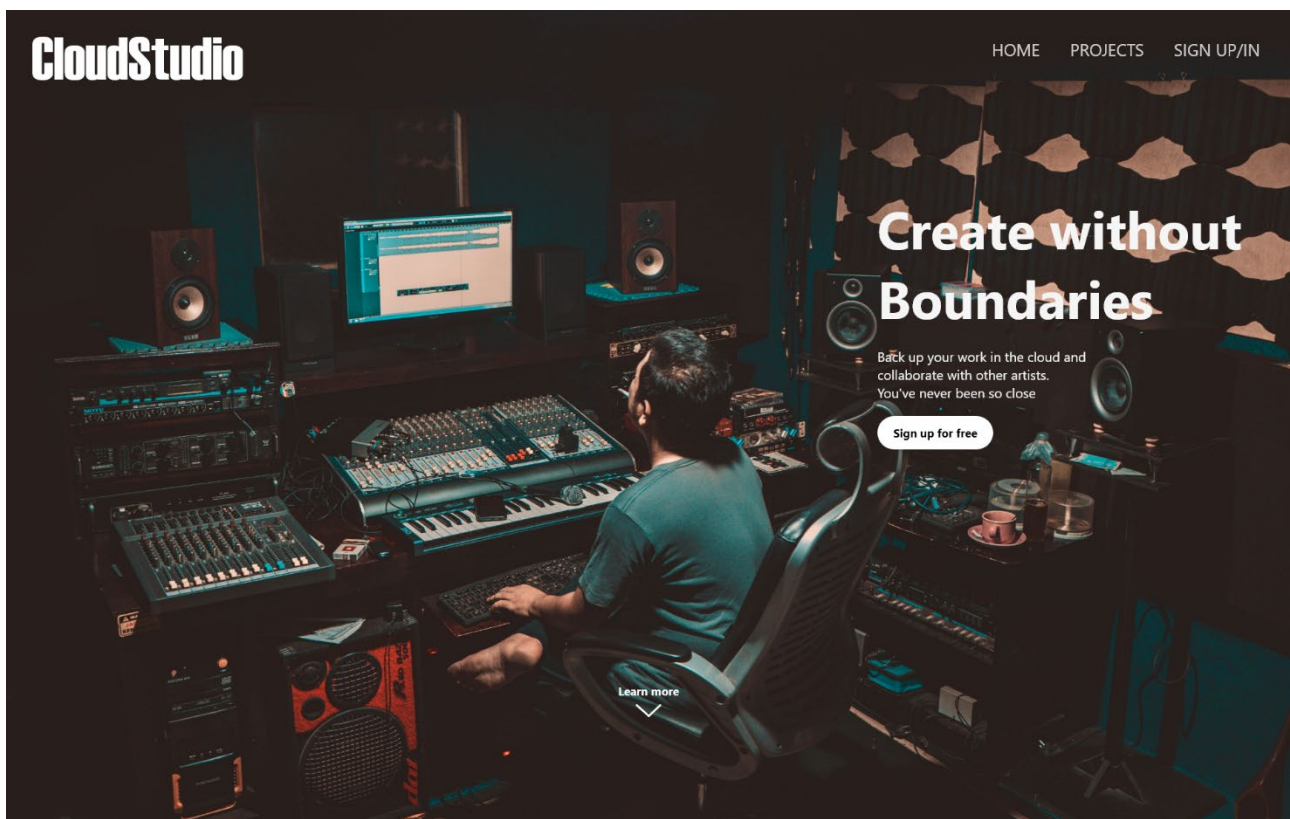 CloudStudio
HOME PROJECTS SIGN UP/IN
Create without
Boundaries
Back up your work in the cloud and
collaborate with other artists.
You've never been so close
Sign up for free
Learn more